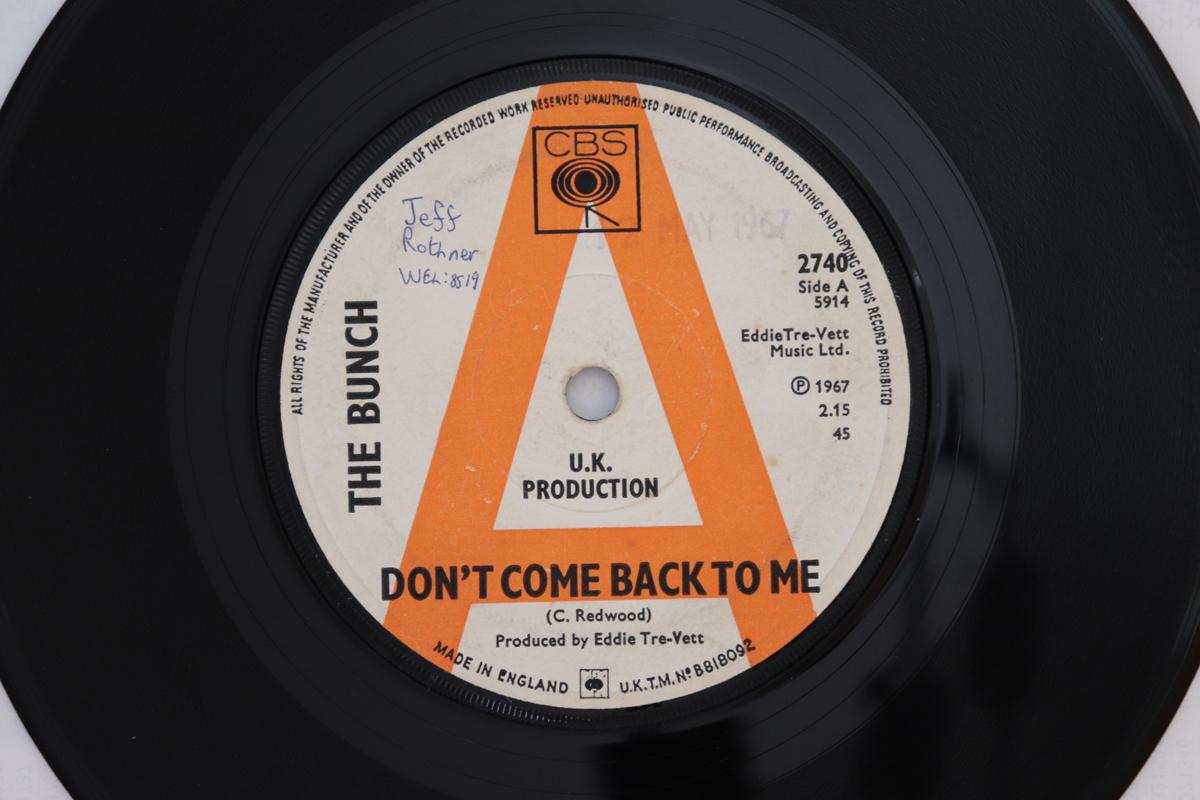 ALL RIGHTS OF THE MANUFACTURER AND OF THE OWNER OF THE RECORDED WORK RESERVED·UNAUTHORISED PUBLIC PERFORMANCE BROADCASTING AND COPYING OF THIS RECORD PROHIBITED
CBS
Jeff
Rothner
WEL:8519
MAY 1967
2740
Side A
5914
EddieTre-Vett
Music Ltd.
℗ 1967
2.15
45
THE BUNCH
U.K.
PRODUCTION
A
DON'T COME BACK TO ME
(C. Redwood)
Produced by Eddie Tre-Vett
MADE IN ENGLAND U.K.T.M.Nº B818092